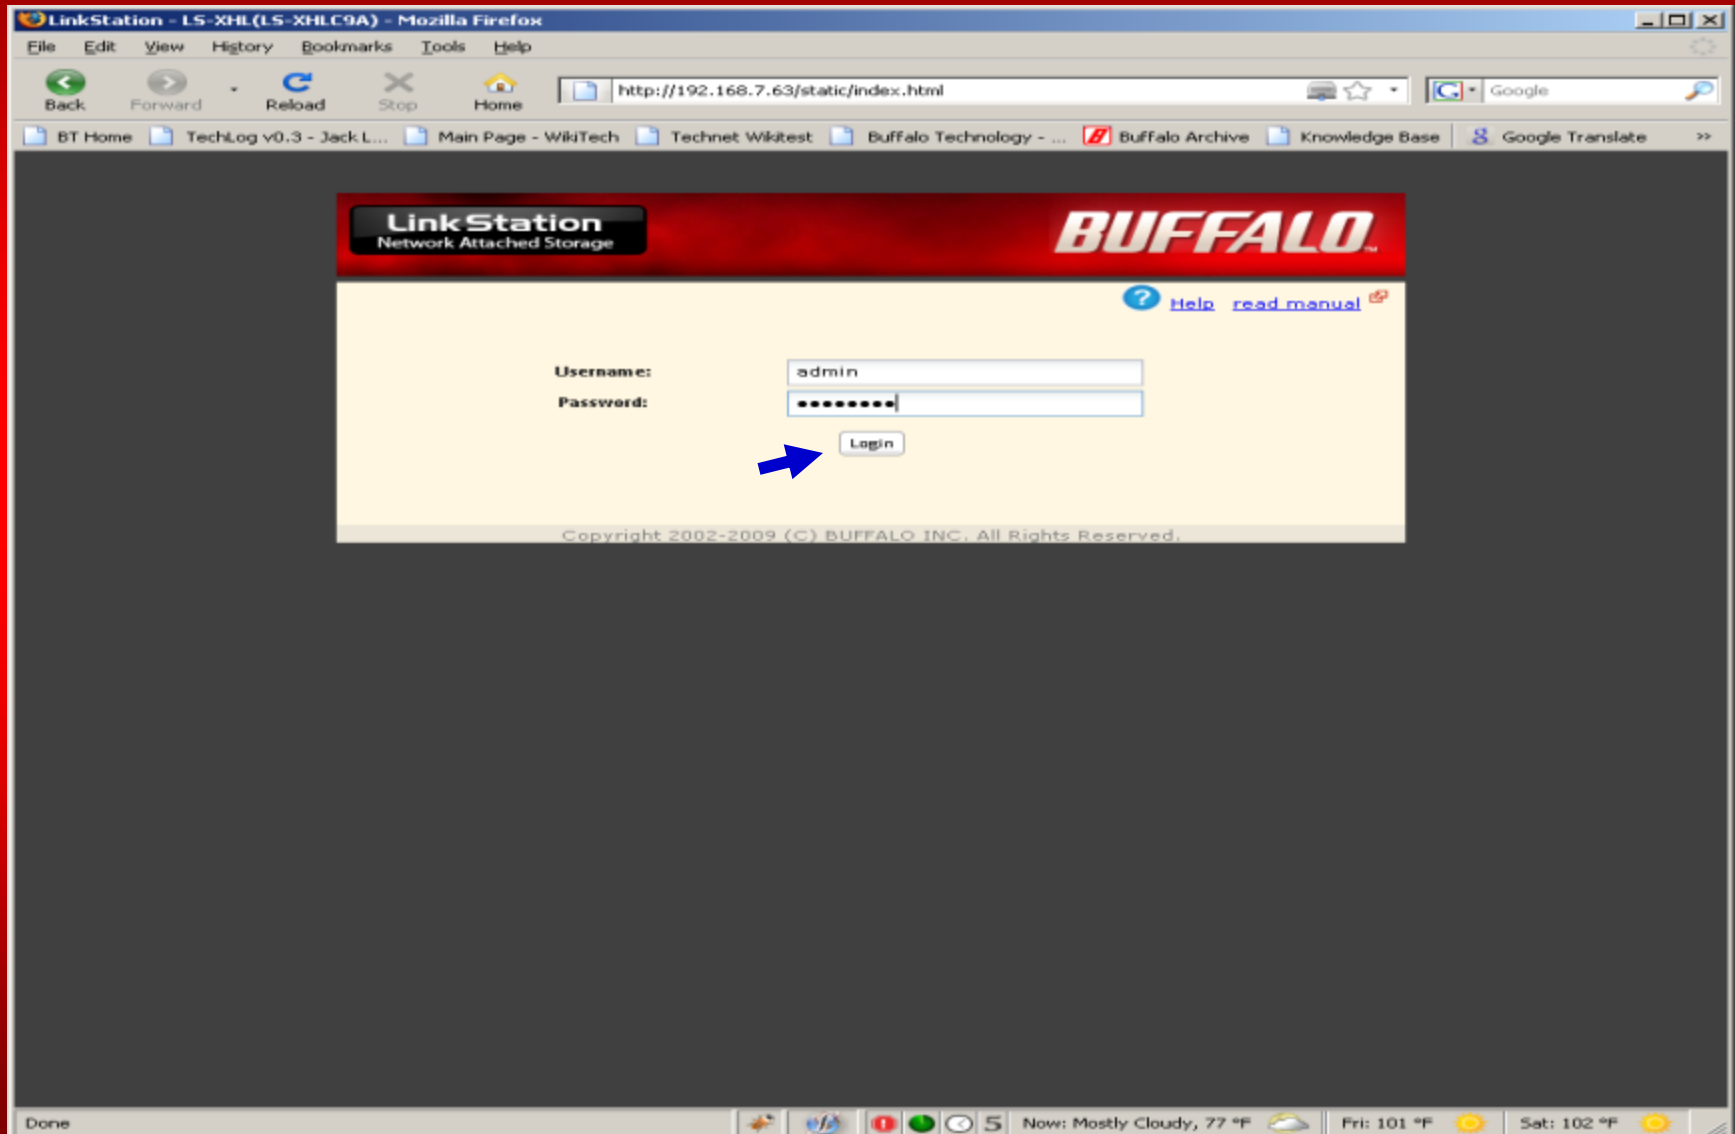 LinkStation - LS-XHL(LS-XHLC9A) - Mozilla Firefox
File Edit View History Bookmarks Tools Help
Back Forward Reload Stop Home http://192.168.7.63/static/index.html Google
BT Home TechLog v0.3 - Jack L... Main Page - WikiTech Technet Wikitest Buffalo Technology - ... Buffalo Archive Knowledge Base Google Translate »
LinkStation
Network Attached Storage
BUFFALO™
? Help read manual
Username: admin
Password: ••••••••
Login
Copyright 2002-2009 (C) BUFFALO INC. All Rights Reserved.
Done S Now: Mostly Cloudy, 77 °F Fri: 101 °F Sat: 102 °F